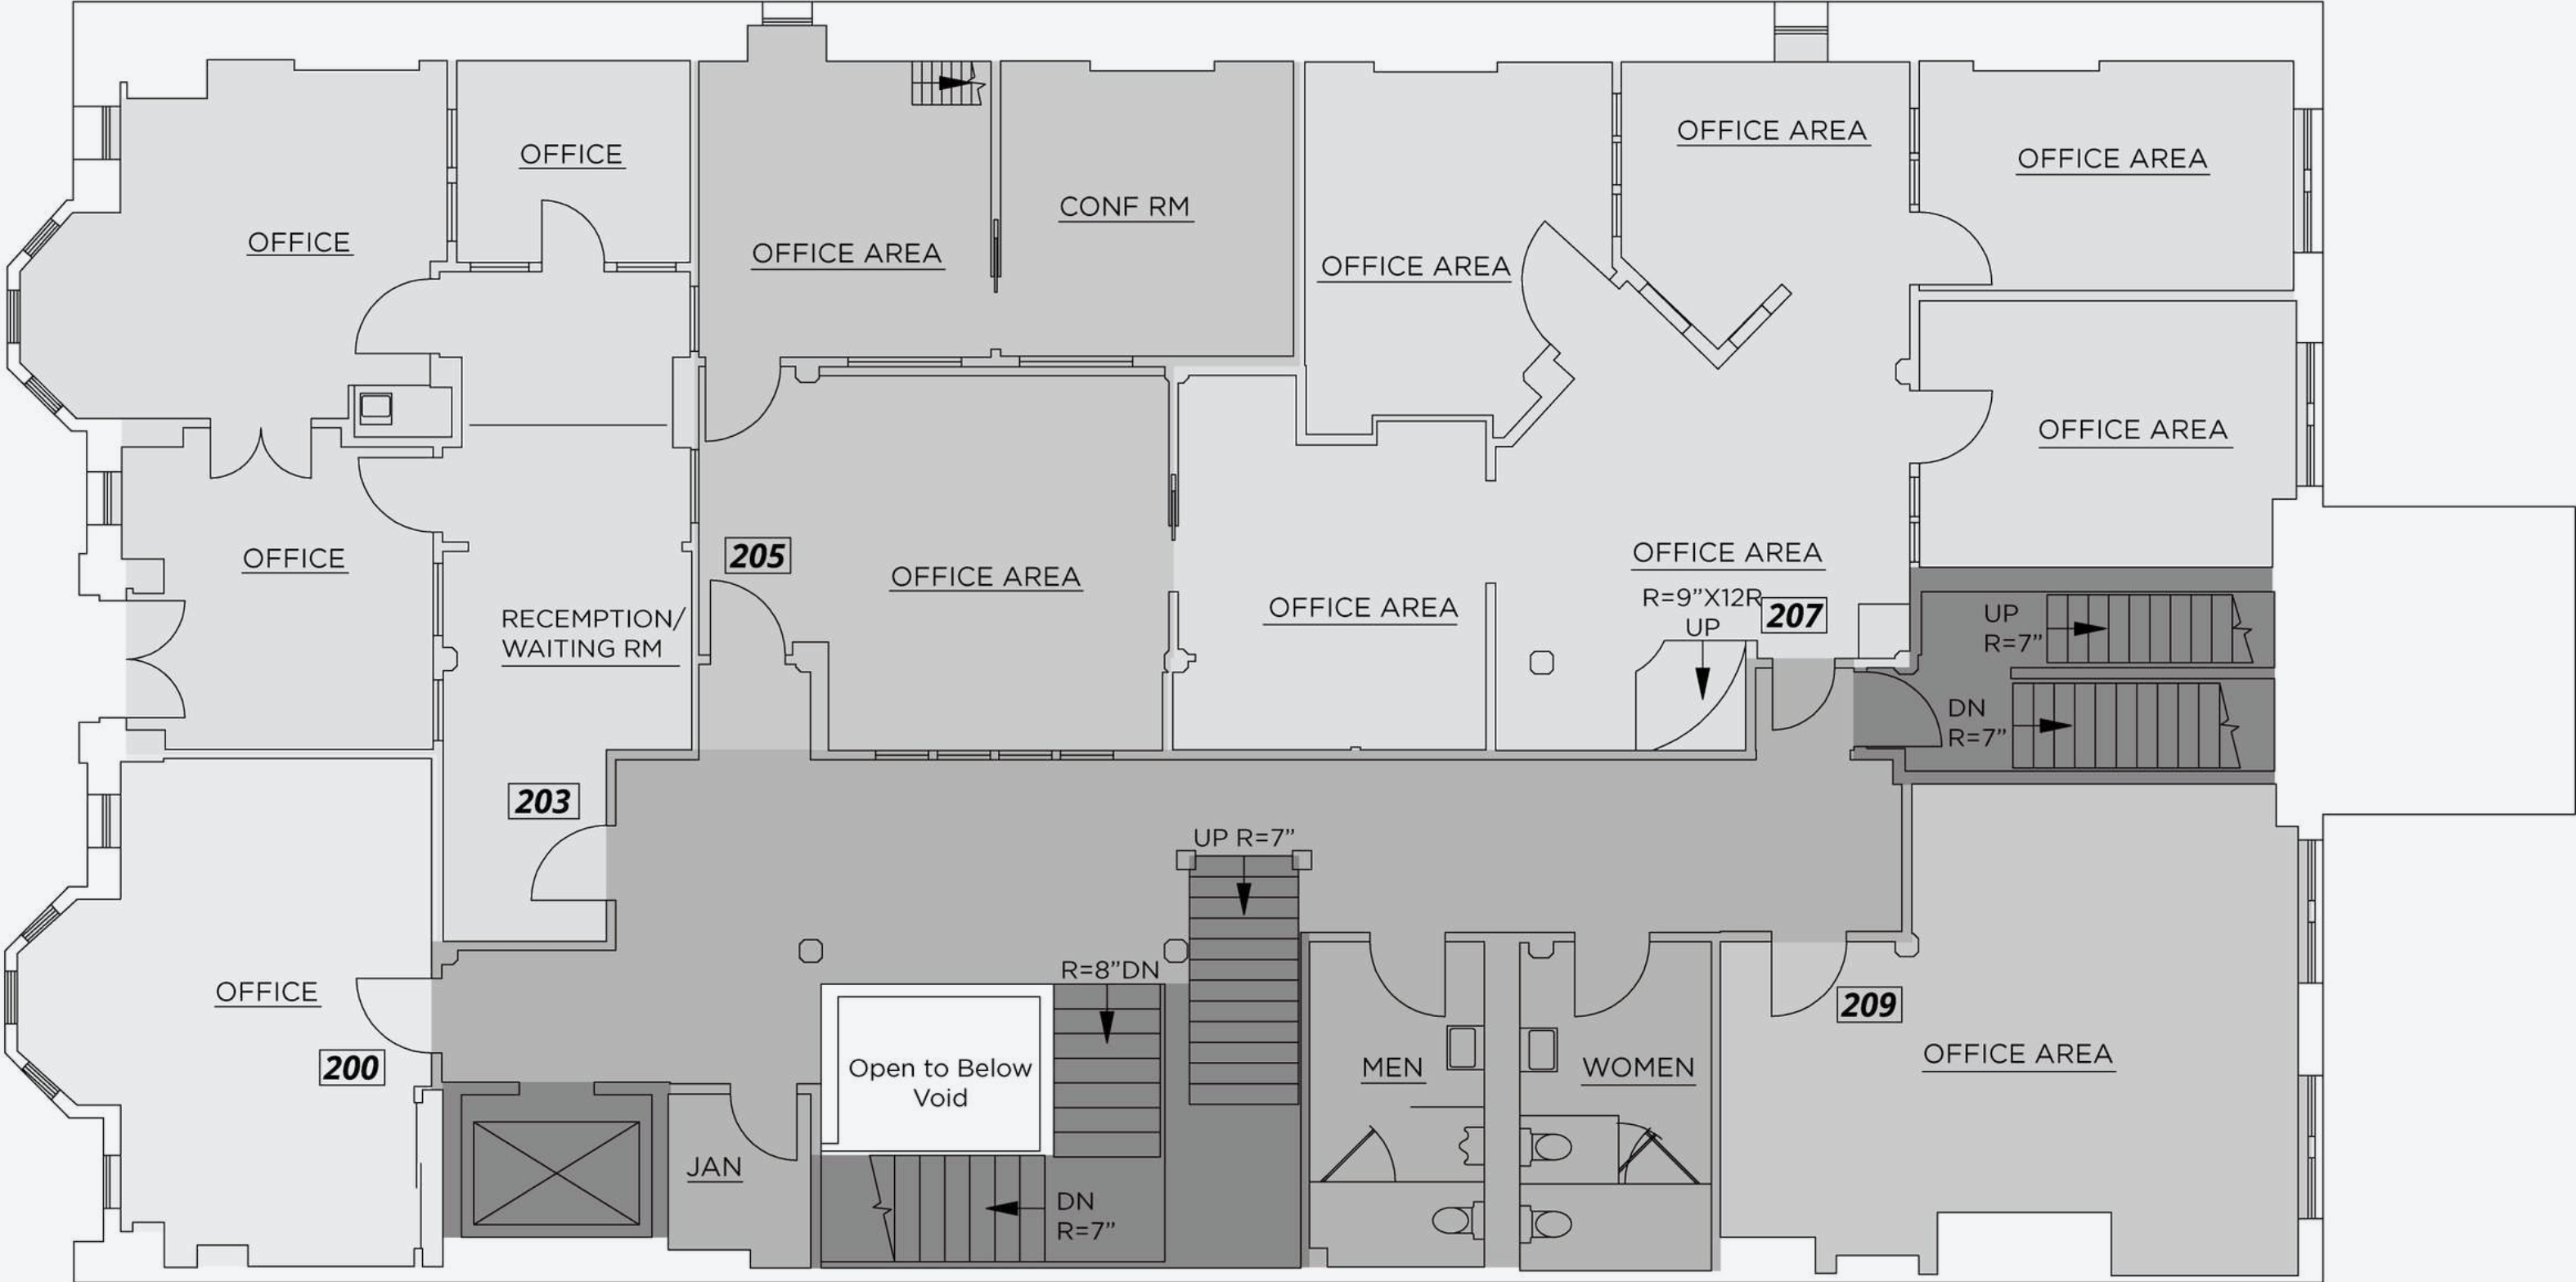 OFFICE AREA
OFFICE
OFFICE AREA
CONF RM
OFFICE
OFFICE AREA
OFFICE AREA
OFFICE AREA
OFFICE AREA
205
OFFICE
OFFICE AREA
OFFICE AREA
R=9”X12R
UP
207
OFFICE AREA
RECEMPTION/
WAITING RM
UP
R=7”
DN
R=7”
203
UP R=7”
R=8”DN
OFFICE
200
209
OFFICE AREA
Open to Below
Void
MEN
WOMEN
JAN
DN
R=7”